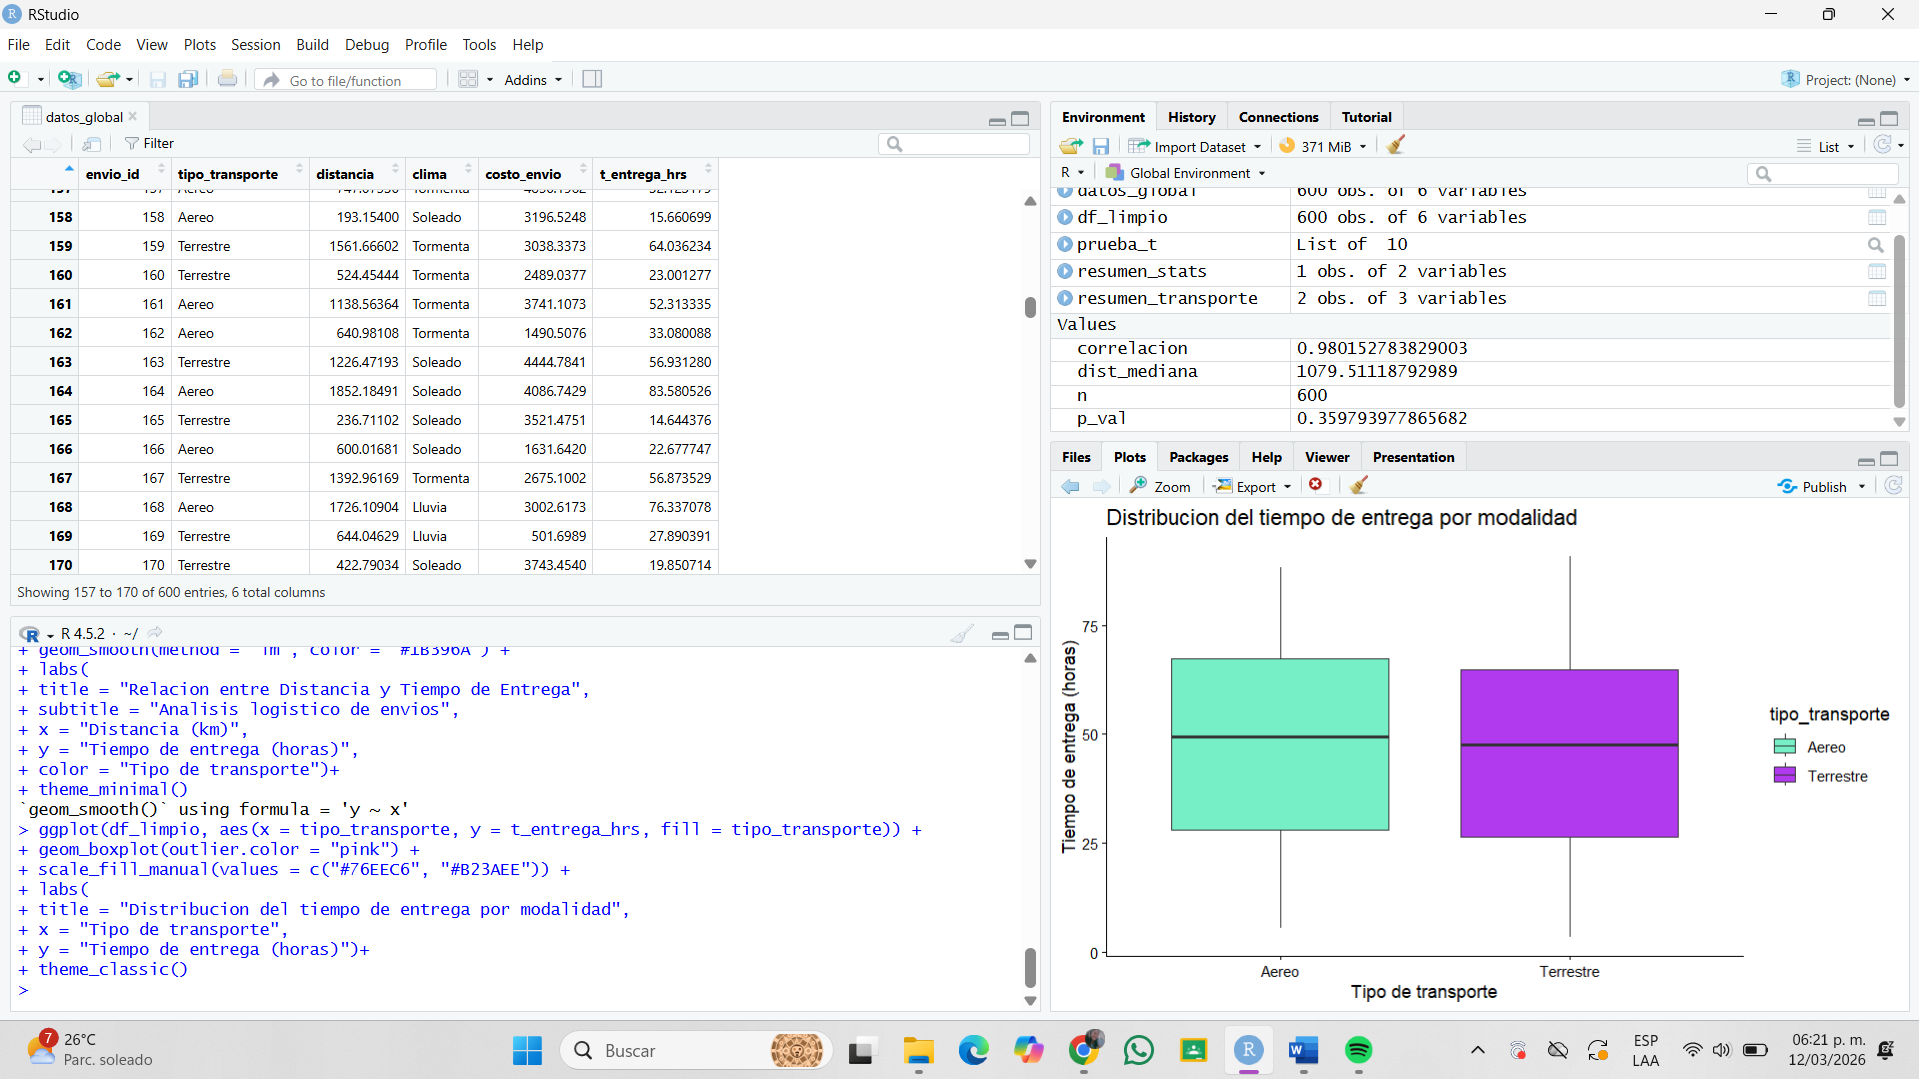 RStudio
File Edit Code View Plots Session Build Debug Profile Tools Help
Go to file/function Addins Project: (None)
datos_global
Filter
envio_id tipo_transporte distancia clima costo_envio t_entrega_hrs
158 158 Aereo 193.15400 Soleado 3196.5248 15.660699
159 159 Terrestre 1561.66602 Tormenta 3038.3373 64.036234
160 160 Terrestre 524.45444 Tormenta 2489.0377 23.001277
161 161 Aereo 1138.56364 Tormenta 3741.1073 52.313335
162 162 Aereo 640.98108 Tormenta 1490.5076 33.080088
163 163 Terrestre 1226.47193 Soleado 4444.7841 56.931280
164 164 Aereo 1852.18491 Soleado 4086.7429 83.580526
165 165 Terrestre 236.71102 Soleado 3521.4751 14.644376
166 166 Aereo 600.01681 Soleado 1631.6420 22.677747
167 167 Terrestre 1392.96169 Tormenta 2675.1002 56.873529
168 168 Aereo 1726.10904 Lluvia 3002.6173 76.337078
169 169 Terrestre 644.04629 Lluvia 501.6989 27.890391
170 170 Terrestre 422.79034 Soleado 3743.4540 19.850714
Showing 157 to 170 of 600 entries, 6 total columns
R 4.5.2 · ~/
+ geom_smooth(method = "lm", color = "#1B396A") +
+ labs(
+ title = "Relacion entre Distancia y Tiempo de Entrega",
+ subtitle = "Analisis logistico de envios",
+ x = "Distancia (km)",
+ y = "Tiempo de entrega (horas)",
+ color = "Tipo de transporte")+
+ theme_minimal()
`geom_smooth()` using formula = 'y ~ x'
> ggplot(df_limpio, aes(x = tipo_transporte, y = t_entrega_hrs, fill = tipo_transporte)) +
+ geom_boxplot(outlier.color = "pink") +
+ scale_fill_manual(values = c("#76EEC6", "#B23AEE")) +
+ labs(
+ title = "Distribucion del tiempo de entrega por modalidad",
+ x = "Tipo de transporte",
+ y = "Tiempo de entrega (horas)")+
+ theme_classic()
>
Environment History Connections Tutorial
Import Dataset 371 MiB List
R Global Environment
datos_global 600 obs. of 6 variables
df_limpio 600 obs. of 6 variables
prueba_t List of 10
resumen_stats 1 obs. of 2 variables
resumen_transporte 2 obs. of 3 variables
Values
correlacion 0.980152783829003
dist_mediana 1079.51118792989
n 600
p_val 0.359793977865682
Files Plots Packages Help Viewer Presentation
Zoom Export Publish
Distribucion del tiempo de entrega por modalidad
Tiempo de entrega (horas)
75
50
25
0
Aereo Terrestre
Tipo de transporte
tipo_transporte
Aereo
Terrestre
7
26°C
Parc. soleado
Buscar
ESP
LAA
06:21 p. m.
12/03/2026